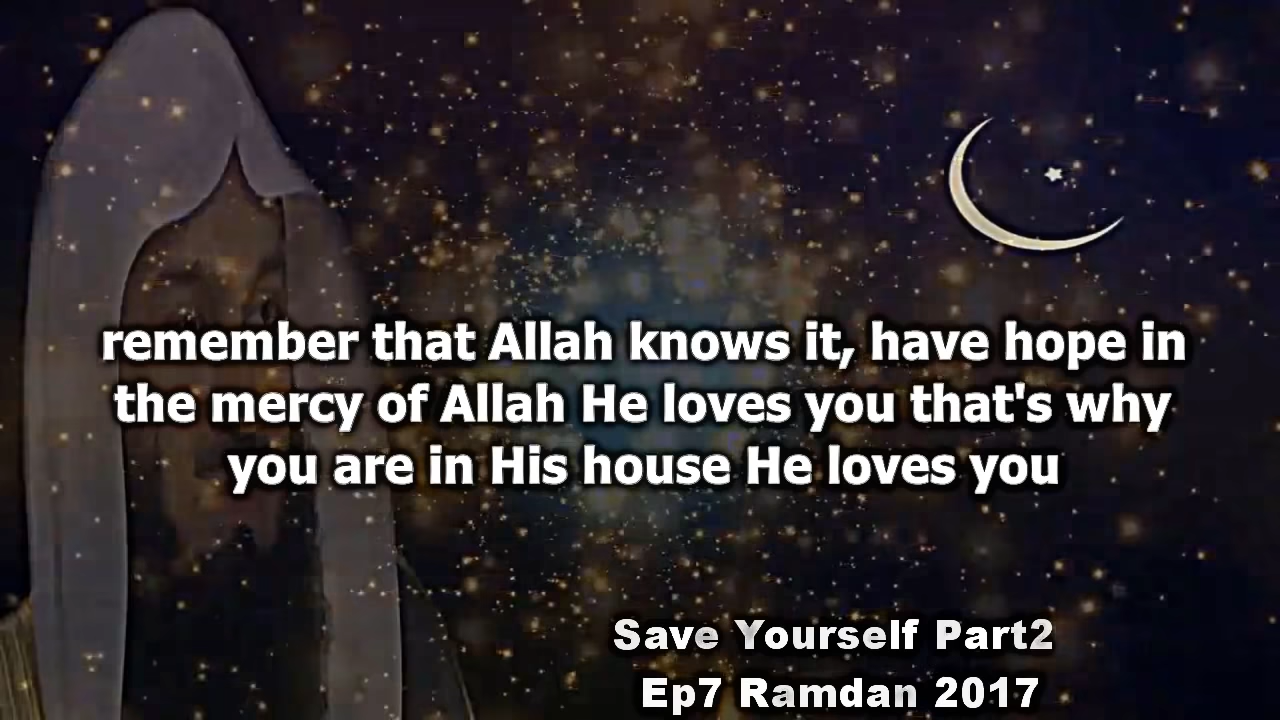 remember that Allah knows it, have hope in
the mercy of Allah He loves you that's why
you are in His house He loves you
Save Yourself Part2
Ep7 Ramdan 2017